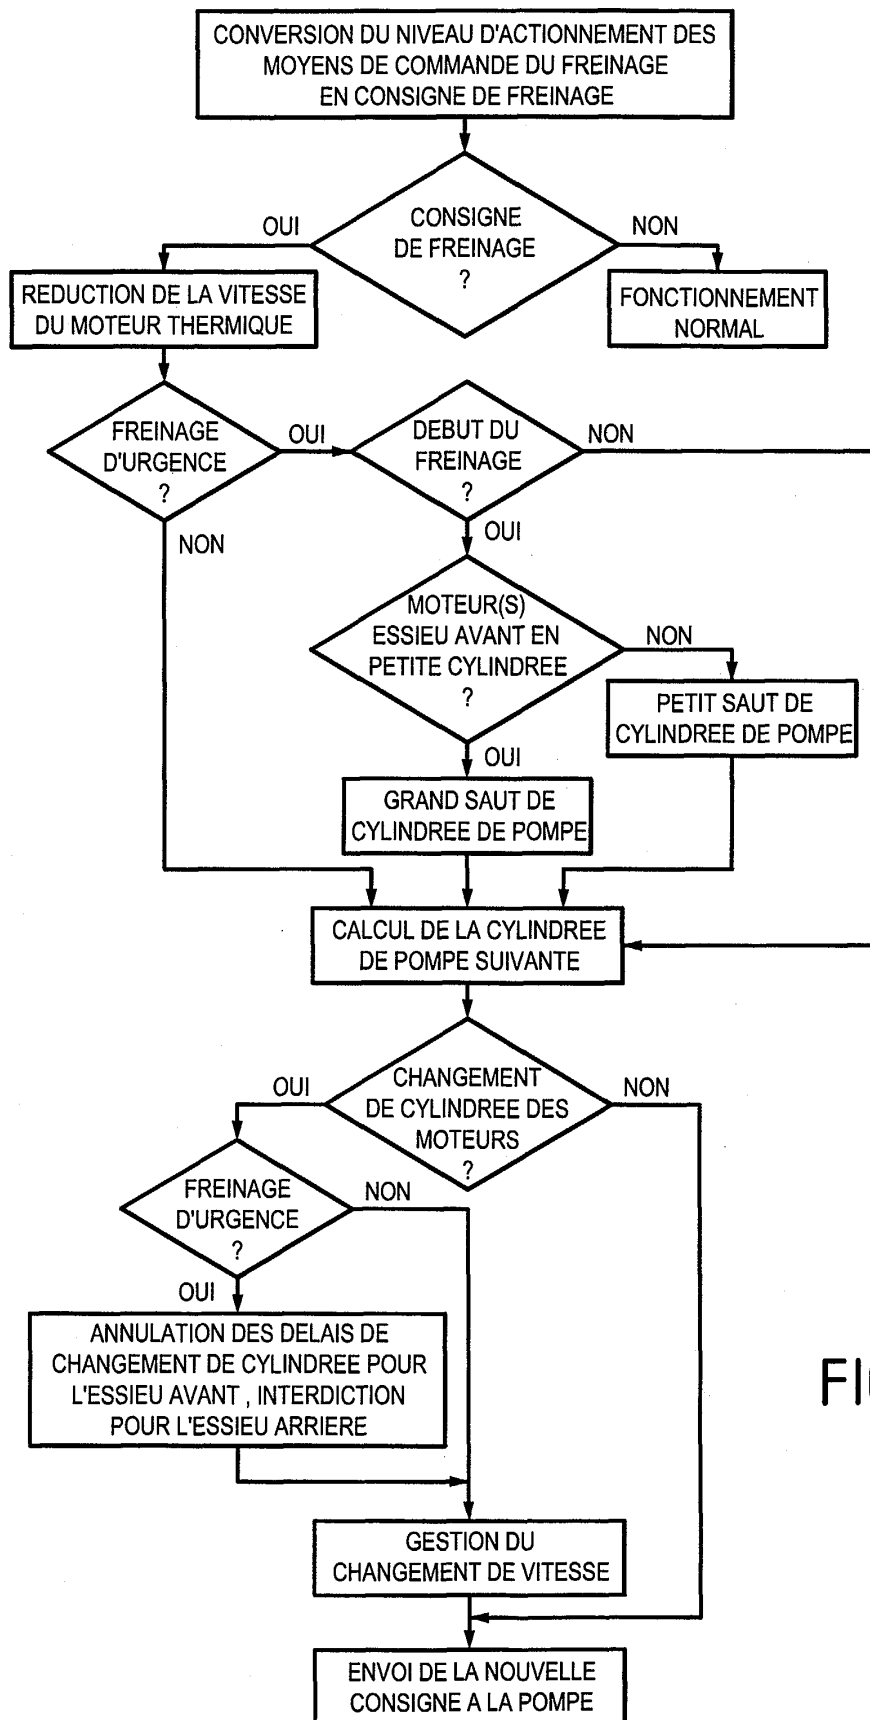 CONVERSION DU NIVEAU D'ACTIONNEMENT DES
MOYENS DE COMMANDE DU FREINAGE
EN CONSIGNE DE FREINAGE
CONSIGNE
DE FREINAGE
?
OUI
NON
REDUCTION DE LA VITESSE
DU MOTEUR THERMIQUE
FONCTIONNEMENT
NORMAL
FREINAGE
D'URGENCE
?
OUI
NON
DEBUT DU
FREINAGE
?
NON
OUI
MOTEUR(S)
ESSIEU AVANT EN
PETITE CYLINDREE
?
NON
OUI
PETIT SAUT DE
CYLINDREE DE POMPE
GRAND SAUT DE
CYLINDREE DE POMPE
CALCUL DE LA CYLINDREE
DE POMPE SUIVANTE
CHANGEMENT
DE CYLINDREE DES
MOTEURS
?
OUI
NON
FREINAGE
D'URGENCE
?
NON
OUI
ANNULATION DES DELAIS DE
CHANGEMENT DE CYLINDREE POUR
L'ESSIEU AVANT , INTERDICTION
POUR L'ESSIEU ARRIERE
GESTION DU
CHANGEMENT DE VITESSE
ENVOI DE LA NOUVELLE
CONSIGNE A LA POMPE